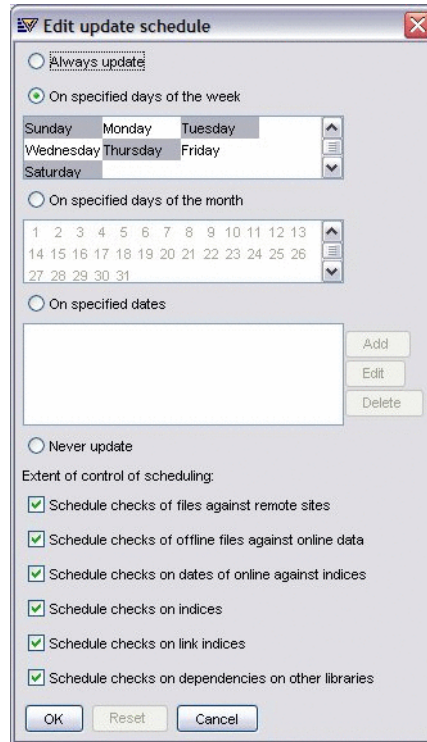 Edit update schedule
Always update
On specified days of the week
Sunday Monday Tuesday
Wednesday Thursday Friday
Saturday
On specified days of the month
1 2 3 4 5 6 7 8 9 10 11 12 13
14 15 16 17 18 19 20 21 22 23 24 25 26
27 28 29 30 31
On specified dates
Add
Edit
Delete
Never update
Extent of control of scheduling:
Schedule checks of files against remote sites
Schedule checks of offline files against online data
Schedule checks on dates of online against indices
Schedule checks on indices
Schedule checks on link indices
Schedule checks on dependencies on other libraries
OK Reset Cancel